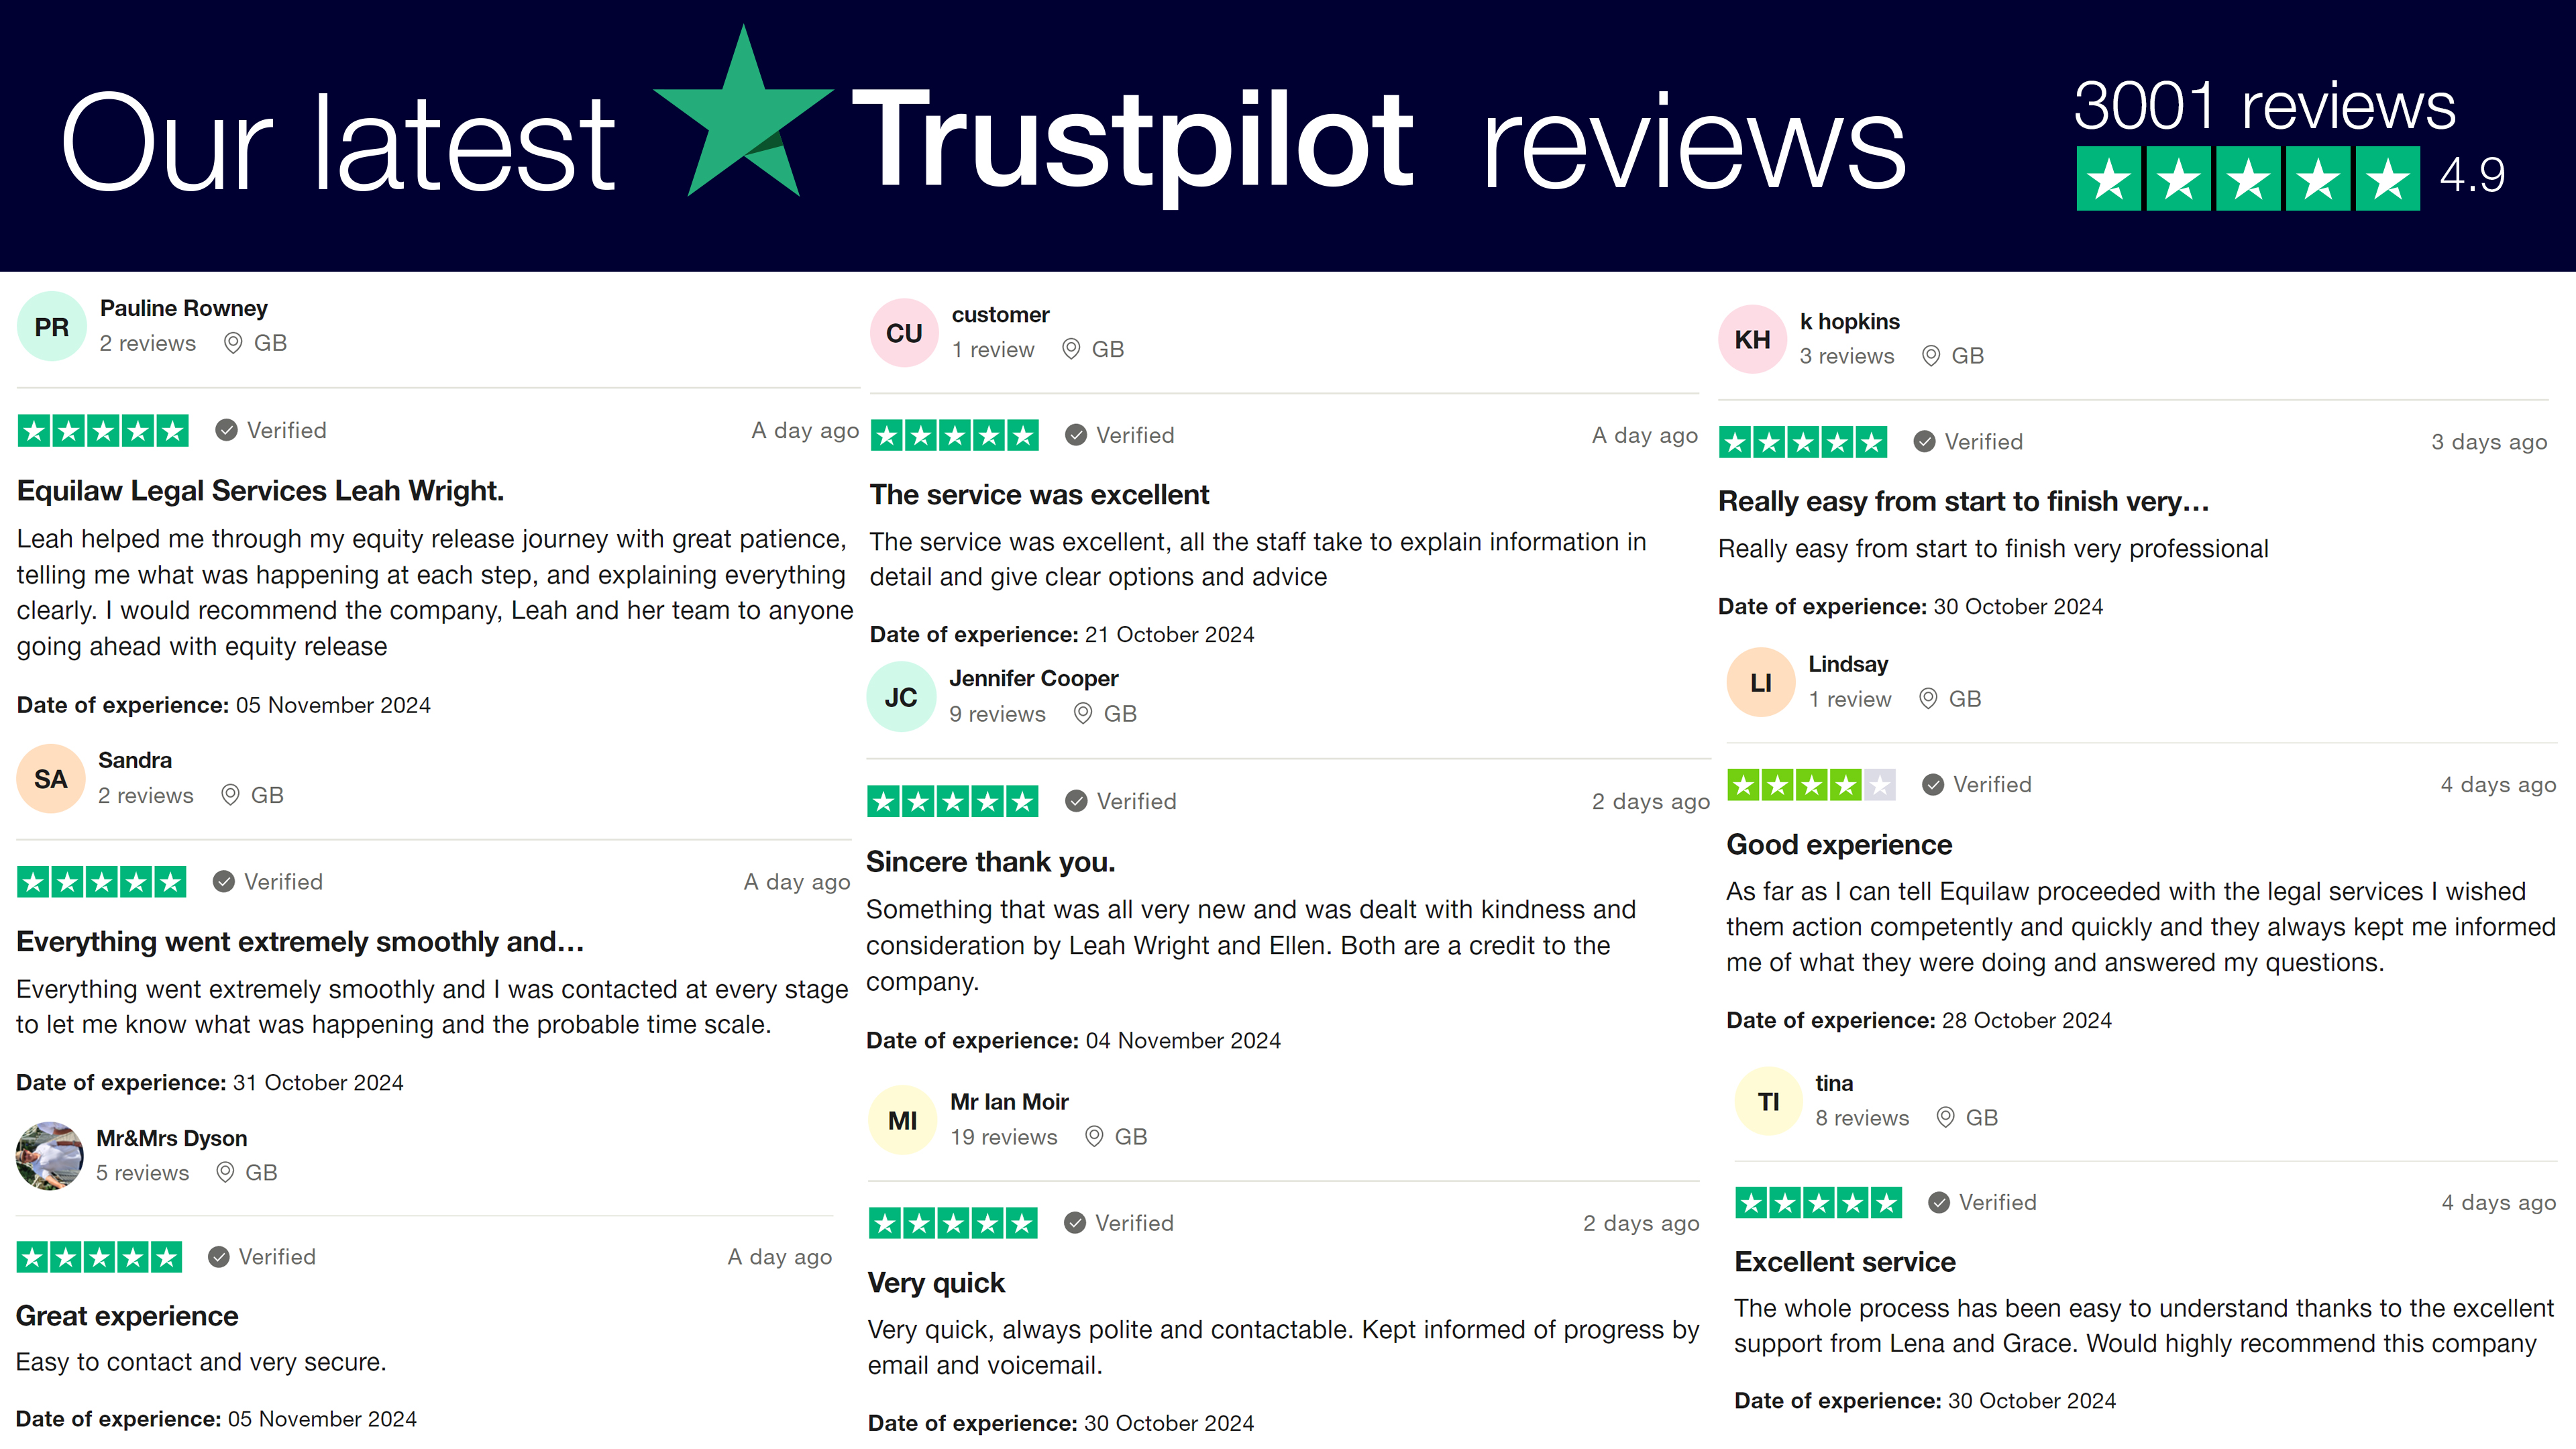 Our latest Trustpilot reviews
3001 reviews
4.9
PR
Pauline Rowney
2 reviews GB
Verified A day ago
Equilaw Legal Services Leah Wright.
Leah helped me through my equity release journey with great patience,
telling me what was happening at each step, and explaining everything
clearly. I would recommend the company, Leah and her team to anyone
going ahead with equity release
Date of experience: 05 November 2024
SA
Sandra
2 reviews GB
Verified A day ago
Everything went extremely smoothly and…
Everything went extremely smoothly and I was contacted at every stage
to let me know what was happening and the probable time scale.
Date of experience: 31 October 2024
Mr&Mrs Dyson
5 reviews GB
Verified A day ago
Great experience
Easy to contact and very secure.
Date of experience: 05 November 2024
CU
customer
1 review GB
Verified A day ago
The service was excellent
The service was excellent, all the staff take to explain information in
detail and give clear options and advice
Date of experience: 21 October 2024
JC
Jennifer Cooper
9 reviews GB
Verified 2 days ago
Sincere thank you.
Something that was all very new and was dealt with kindness and
consideration by Leah Wright and Ellen. Both are a credit to the
company.
Date of experience: 04 November 2024
MI
Mr Ian Moir
19 reviews GB
Verified 2 days ago
Very quick
Very quick, always polite and contactable. Kept informed of progress by
email and voicemail.
Date of experience: 30 October 2024
KH
k hopkins
3 reviews GB
Verified 3 days ago
Really easy from start to finish very…
Really easy from start to finish very professional
Date of experience: 30 October 2024
LI
Lindsay
1 review GB
Verified 4 days ago
Good experience
As far as I can tell Equilaw proceeded with the legal services I wished
them action competently and quickly and they always kept me informed
me of what they were doing and answered my questions.
Date of experience: 28 October 2024
TI
tina
8 reviews GB
Verified 4 days ago
Excellent service
The whole process has been easy to understand thanks to the excellent
support from Lena and Grace. Would highly recommend this company
Date of experience: 30 October 2024